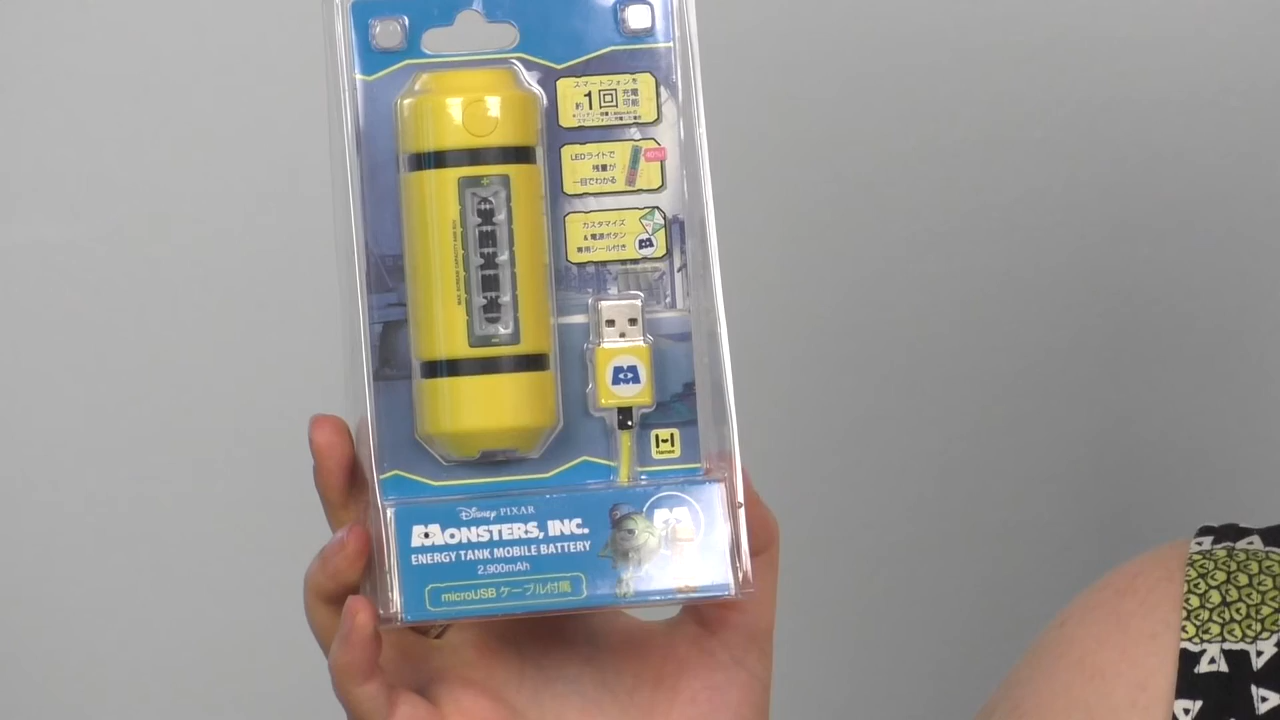 スマートフォンを
約1回充電可能
LEDライトで
残量が
一目でわかる
40%!
カスタマイズ
& 電源ボタン
専用シール付き
M
Hamee
Disney PIXAR
MONSTERS, INC.
ENERGY TANK MOBILE BATTERY
2,900mAh
microUSB ケーブル付属